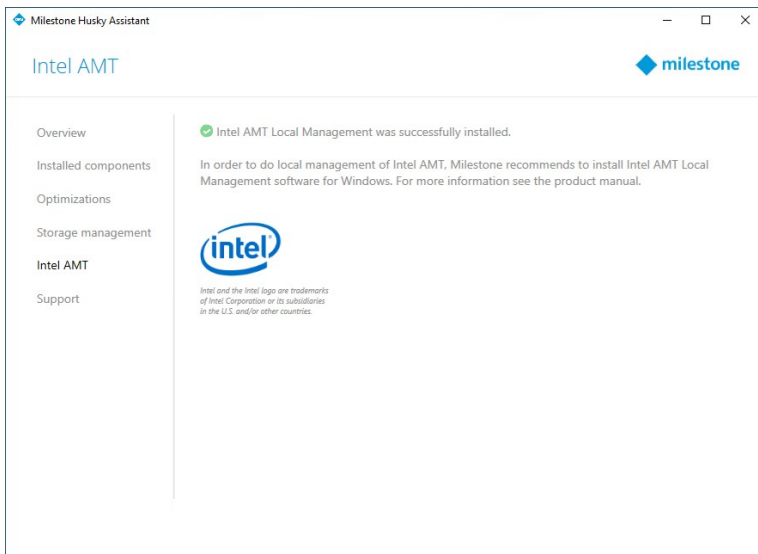 Milestone Husky Assistant
Intel AMT
milestone
Overview
Installed components
Optimizations
Storage management
Intel AMT
Support
Intel AMT Local Management was successfully installed.
In order to do local management of Intel AMT, Milestone recommends to install Intel AMT Local
Management software for Windows. For more information see the product manual.
intel
Intel and the Intel logo are trademarks
of Intel Corporation or its subsidiaries
in the U.S. and/or other countries.